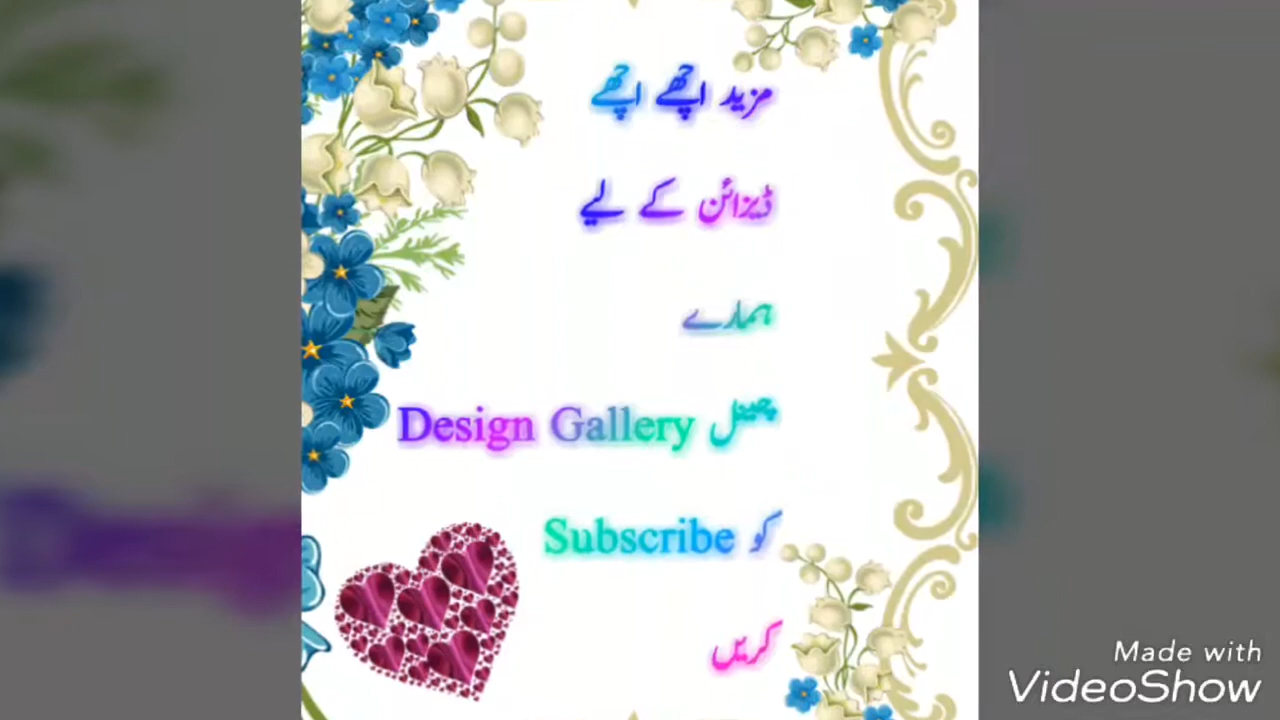 مزید اچھے اچھے
ڈیزائن کے لیے
ہمارے
چینل Design Gallery
کو Subscribe
کریں
Made with
VideoShow